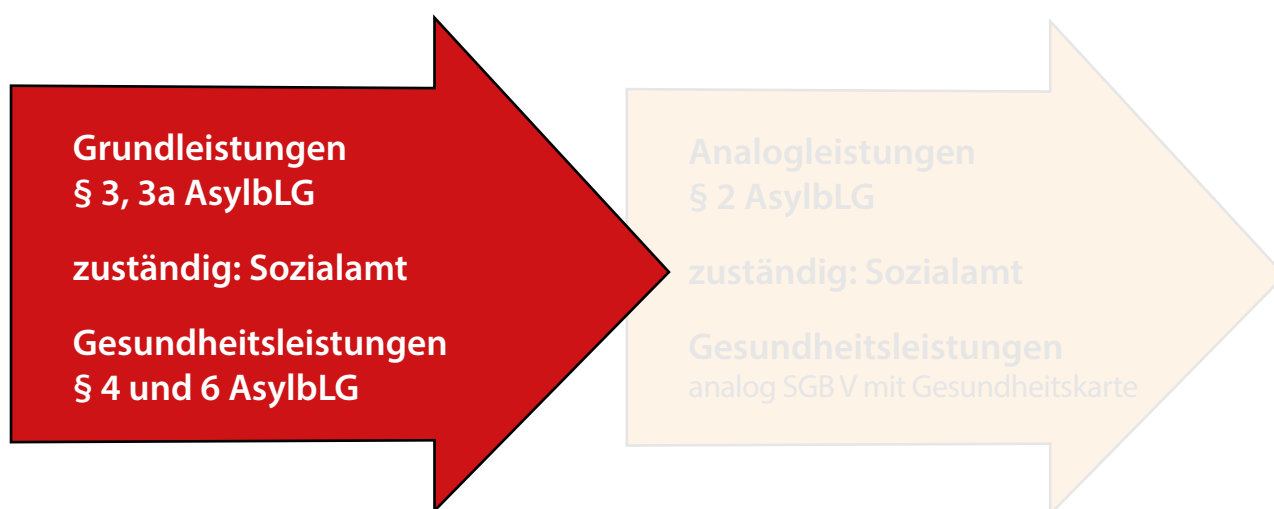 Grundleistungen
§ 3, 3a AsylbLG
zuständig: Sozialamt
Gesundheitsleistungen
§ 4 und 6 AsylbLG
Analogleistungen
§ 2 AsylbLG
zuständig: Sozialamt
Gesundheitsleistungen
analog SGB V mit Gesundheitskarte